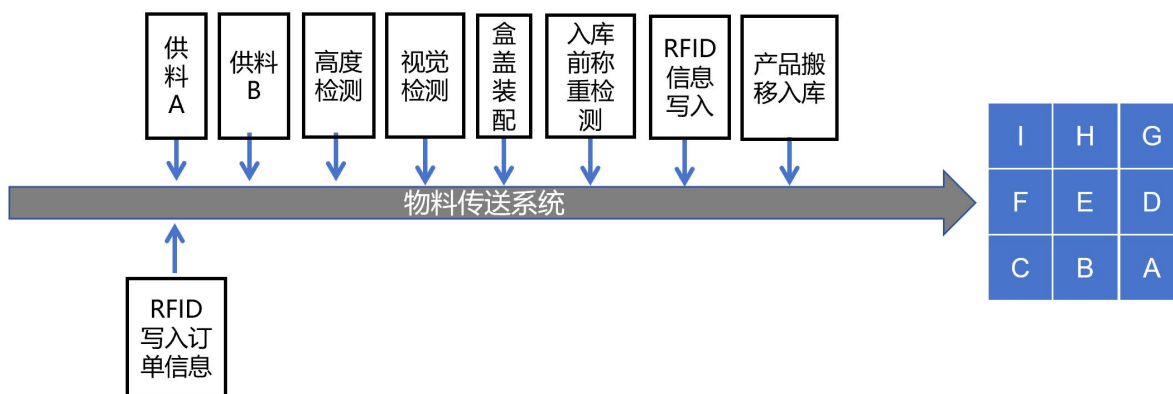 供
料
A
供料
B
高度
检测
视觉
检测
盒
盖
装
配
入库
前称
重检
测
RFID
信息
写入
产品搬
移入库
物料传送系统
RFID
写入订
单信息
I H G
F E D
C B A